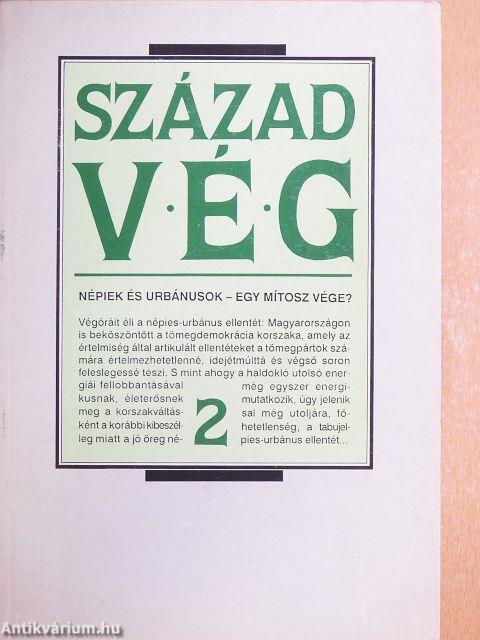 SZÁZAD
V·É·G
NÉPIEK ÉS URBÁNUSOK – EGY MÍTOSZ VÉGE?
Végóráit éli a népies-urbánus ellentét: Magyarországon
is beköszöntött a tömegdemokrácia korszaka, amely az
értelmiség által artikulált ellentéteket a tömegpártok szá-
mára értelmezhetetlenné, idejétmúlttá és végső soron
feleslegessé teszi. S mint ahogy a haldokló utolsó ener-
giái fellobbantásával még egyszer energi-
kusnak, életerősnek mutatkozik, úgy jelenik
meg a korszakváltás- sal még utoljára, fő-
ként a korábbi kibeszél- hetetlenség, a tabujel-
leg miatt a jó öreg né- pies-urbánus ellentét...
2
Antikvárium.hu